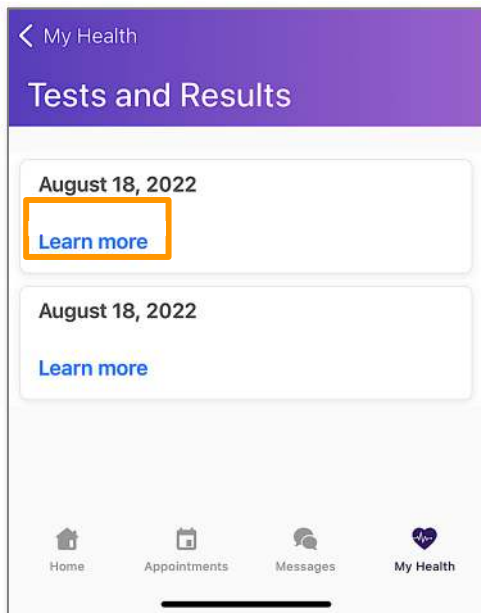 My Health
Tests and Results
August 18, 2022
Learn more
August 18, 2022
Learn more
Home
Appointments
Messages
My Health